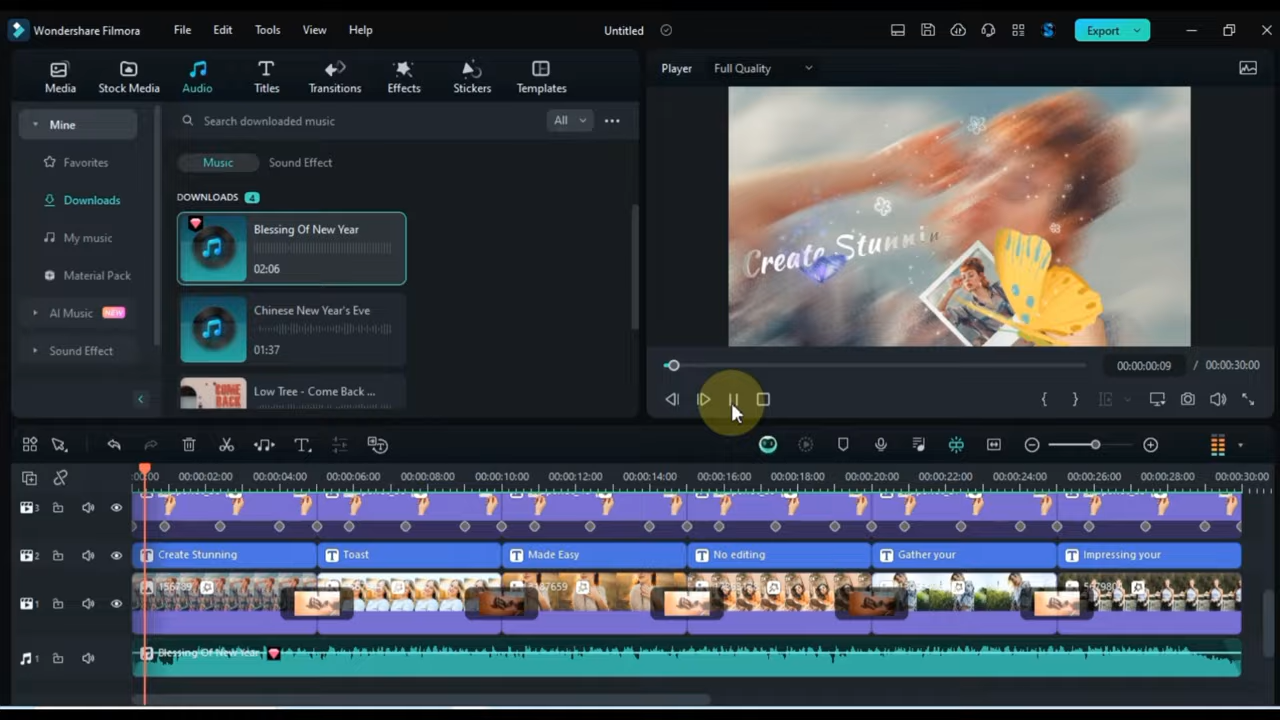 Wondershare Filmora File Edit Tools View Help Untitled Export
Media Stock Media Audio Titles Transitions Effects Stickers Templates
Player Full Quality
Mine
Favorites
Downloads
My music
Material Pack
AI Music NEW
Sound Effect
Search downloaded music All
Music Sound Effect
DOWNLOADS 4
Blessing Of New Year
02:06
Chinese New Year's Eve
01:37
Low Tree - Come Back ...
COME
BACK
Create Stunnin
00:00:00:09 / 00:00:30:00
:00:00 00:00:02:00 00:00:04:00 00:00:06:00 00:00:08:00 00:00:10:00 00:00:12:00 00:00:14:00 00:00:16:00 00:00:18:00 00:00:20:00 00:00:22:00 00:00:24:00 00:00:26:00 00:00:28:00 00:00:30:00
3
2 Create Stunning Toast Made Easy No editing Gather your Impressing your
1 156789
1 Blessing Of New Year